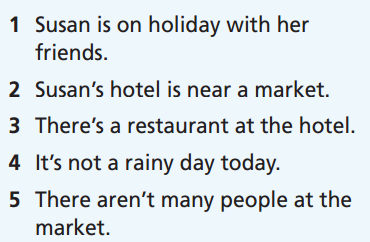 1 Susan is on holiday with her
friends.
2 Susan's hotel is near a market.
3 There's a restaurant at the hotel.
4 It's not a rainy day today.
5 There aren't many people at the
market.